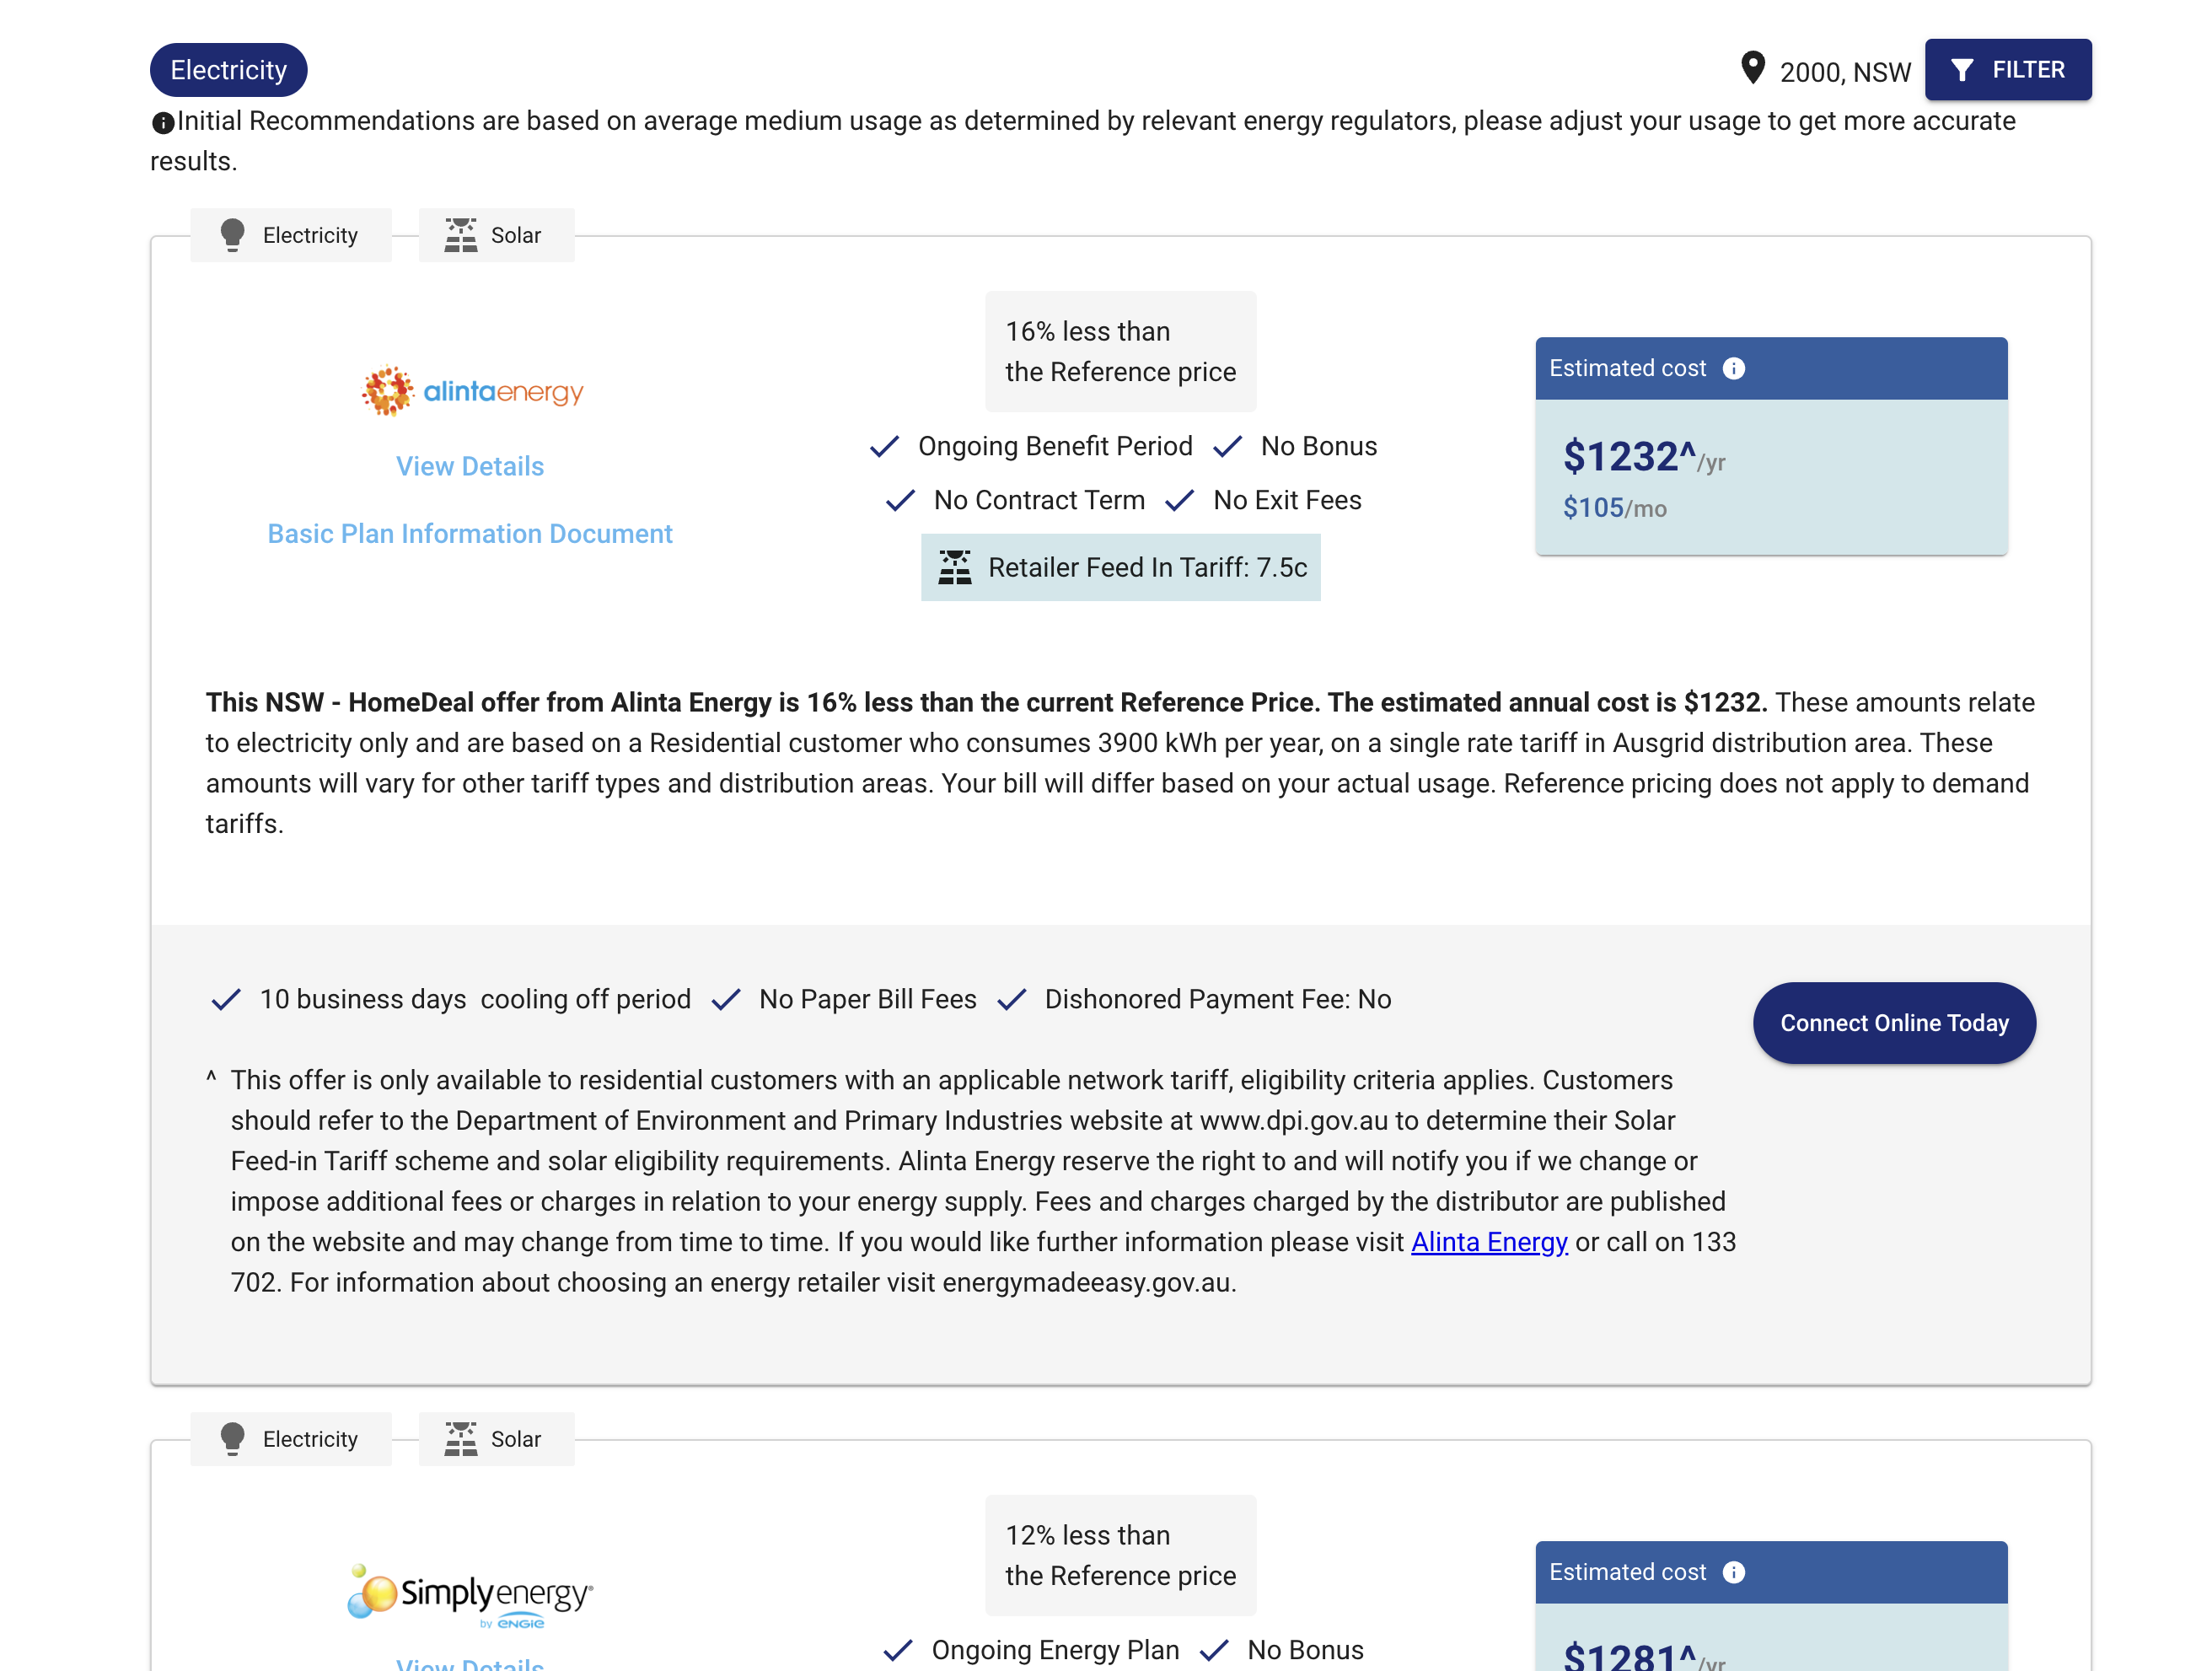 Electricity
2000, NSW
FILTER
Initial Recommendations are based on average medium usage as determined by relevant energy regulators, please adjust your usage to get more accurate
results.
Electricity
Solar
alintaenergy
View Details
Basic Plan Information Document
16% less than
the Reference price
Ongoing Benefit Period No Bonus
No Contract Term No Exit Fees
Retailer Feed In Tariff: 7.5c
Estimated cost
$1232^/yr
$105/mo
This NSW - HomeDeal offer from Alinta Energy is 16% less than the current Reference Price. The estimated annual cost is $1232. These amounts relate
to electricity only and are based on a Residential customer who consumes 3900 kWh per year, on a single rate tariff in Ausgrid distribution area. These
amounts will vary for other tariff types and distribution areas. Your bill will differ based on your actual usage. Reference pricing does not apply to demand
tariffs.
10 business days cooling off period No Paper Bill Fees Dishonored Payment Fee: No
Connect Online Today
^ This offer is only available to residential customers with an applicable network tariff, eligibility criteria applies. Customers
should refer to the Department of Environment and Primary Industries website at www.dpi.gov.au to determine their Solar
Feed-in Tariff scheme and solar eligibility requirements. Alinta Energy reserve the right to and will notify you if we change or
impose additional fees or charges in relation to your energy supply. Fees and charges charged by the distributor are published
on the website and may change from time to time. If you would like further information please visit Alinta Energy or call on 133
702. For information about choosing an energy retailer visit energymadeeasy.gov.au.
Electricity
Solar
Simplyenergy®
by ENGIE
View Details
12% less than
the Reference price
Ongoing Energy Plan No Bonus
Estimated cost
$1281^/yr